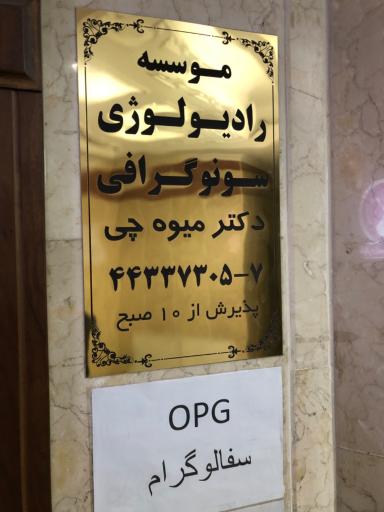 موسسه
رادیولوژی
سونوگرافی
دکتر میوه چی
۴۴۳۳۷۳۰۵-۷
پذیرش از ۱۰ صبح
OPG
سفالوگرام